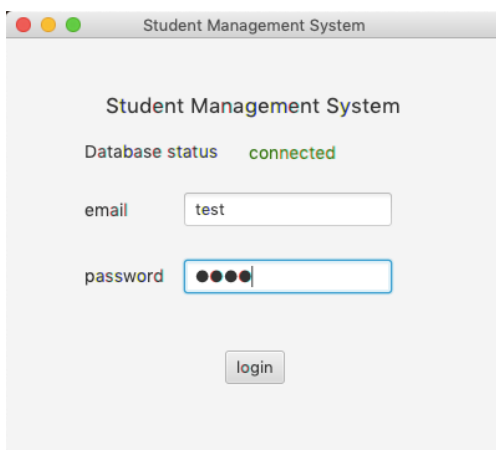 Student Management System
Student Management System
Database status connected
email test
password ●●●●
login